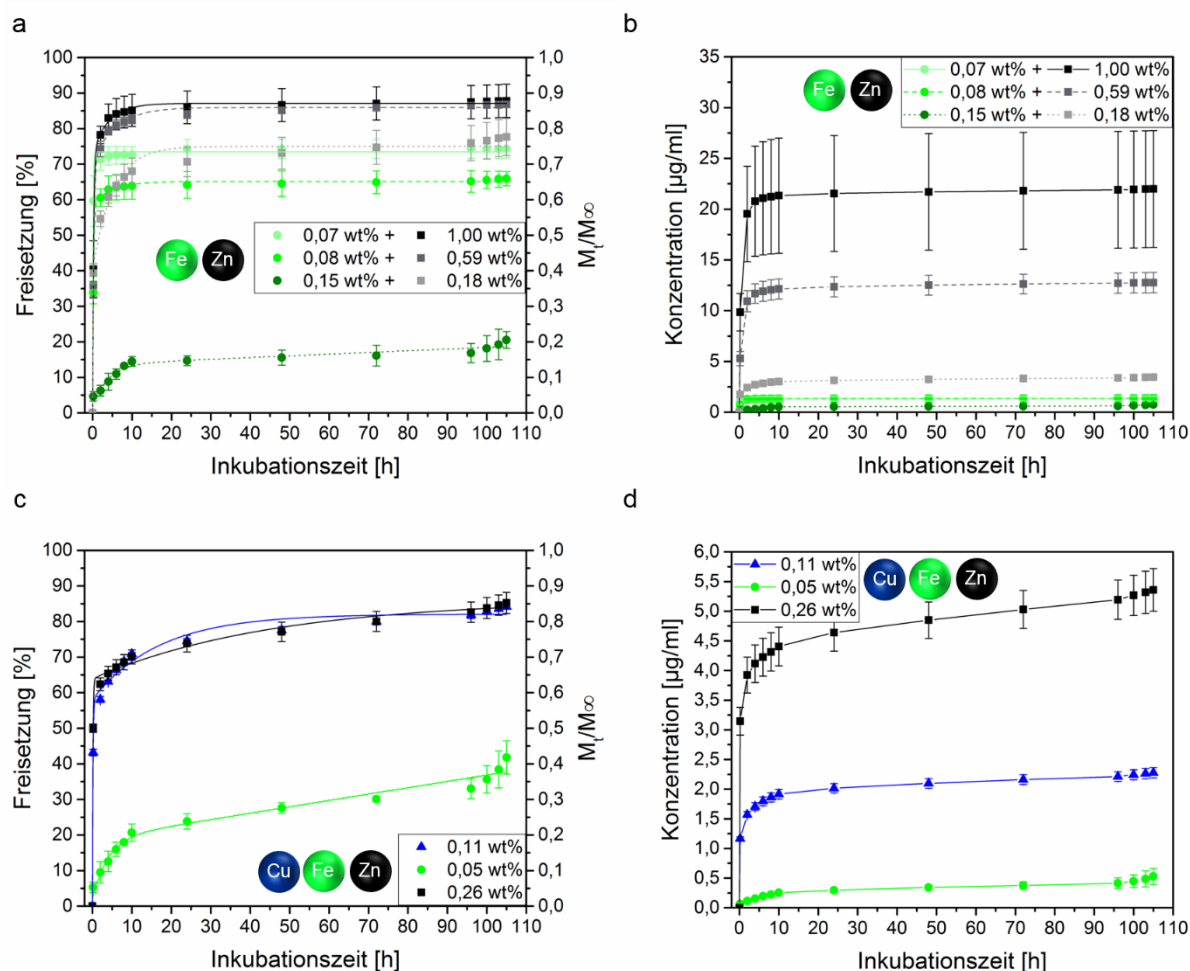 a
100
90
80
70
60
50
40
30
20
10
0
Freisetzung [%]
1,0
0,9
0,8
0,7
0,6
0,5
0,4
0,3
0,2
0,1
0,0
Mt/M∞
Fe Zn
0,07 wt% + 1,00 wt%
0,08 wt% + 0,59 wt%
0,15 wt% + 0,18 wt%
0 10 20 30 40 50 60 70 80 90 100 110
Inkubationszeit [h]
b
35
30
25
20
15
10
5
0
Konzentration [µg/ml]
Fe Zn
0,07 wt% + 1,00 wt%
0,08 wt% + 0,59 wt%
0,15 wt% + 0,18 wt%
0 10 20 30 40 50 60 70 80 90 100 110
Inkubationszeit [h]
c
100
90
80
70
60
50
40
30
20
10
0
Freisetzung [%]
1,0
0,9
0,8
0,7
0,6
0,5
0,4
0,3
0,2
0,1
0,0
Mt/M∞
Cu Fe Zn
0,11 wt%
0,05 wt%
0,26 wt%
0 10 20 30 40 50 60 70 80 90 100 110
Inkubationszeit [h]
d
6,0
5,5
5,0
4,5
4,0
3,5
3,0
2,5
2,0
1,5
1,0
0,5
0,0
Konzentration [µg/ml]
0,11 wt%
0,05 wt%
0,26 wt%
Cu Fe Zn
0 10 20 30 40 50 60 70 80 90 100 110
Inkubationszeit [h]